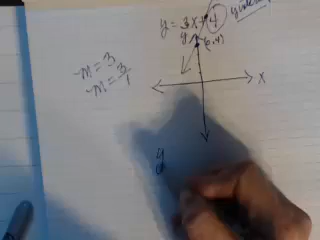 y = 3x + 4
y
(0,4)
m = 3
m = 3/1
x
y